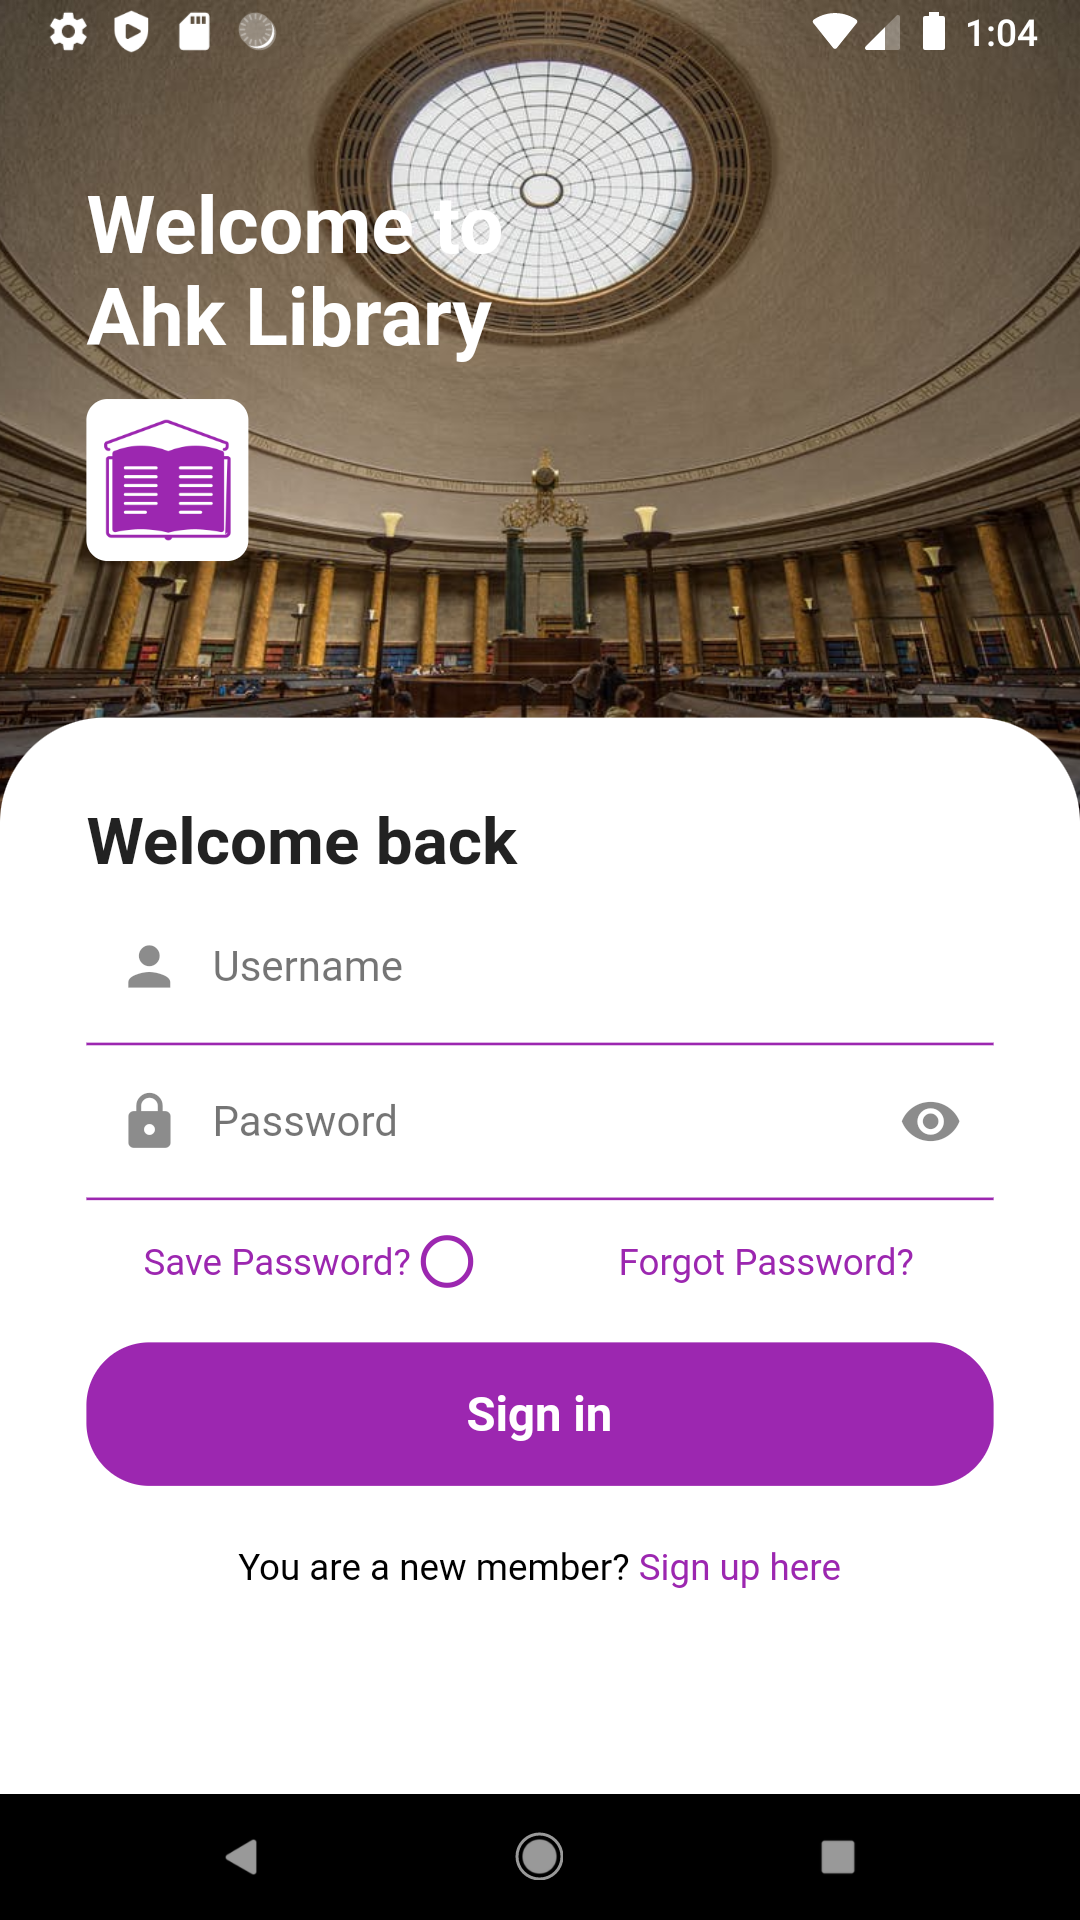 1:04
Welcome to
Ahk Library
Welcome back
Username
Password
Save Password? Forgot Password?
Sign in
You are a new member? Sign up here